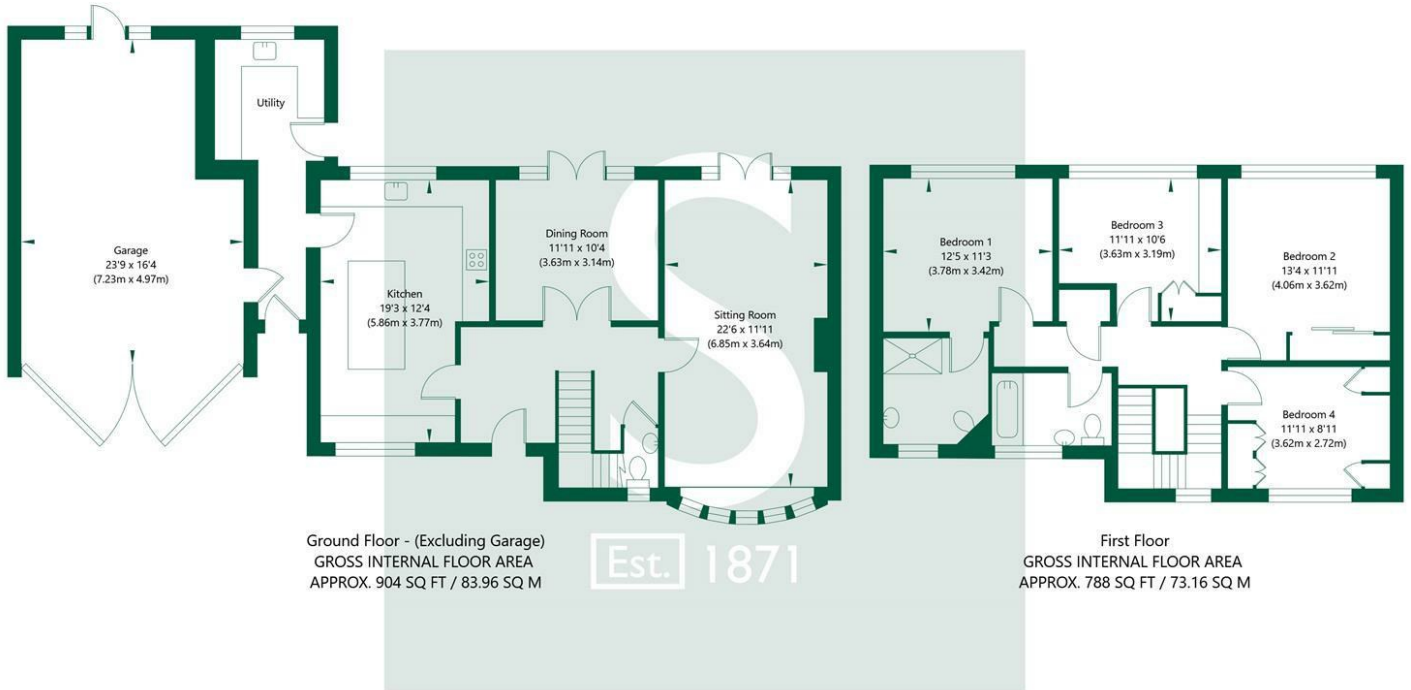 Utility
Garage
23'9 x 16'4
(7.23m x 4.97m)
Kitchen
19'3 x 12'4
(5.86m x 3.77m)
Dining Room
11'11 x 10'4
(3.63m x 3.14m)
Sitting Room
22'6 x 11'11
(6.85m x 3.64m)
Bedroom 1
12'5 x 11'3
(3.78m x 3.42m)
Bedroom 3
11'11 x 10'6
(3.63m x 3.19m)
Bedroom 2
13'4 x 11'11
(4.06m x 3.62m)
Bedroom 4
11'11 x 8'11
(3.62m x 2.72m)
Ground Floor - (Excluding Garage)
GROSS INTERNAL FLOOR AREA
APPROX. 904 SQ FT / 83.96 SQ M
First Floor
GROSS INTERNAL FLOOR AREA
APPROX. 788 SQ FT / 73.16 SQ M
S
Est. 1871